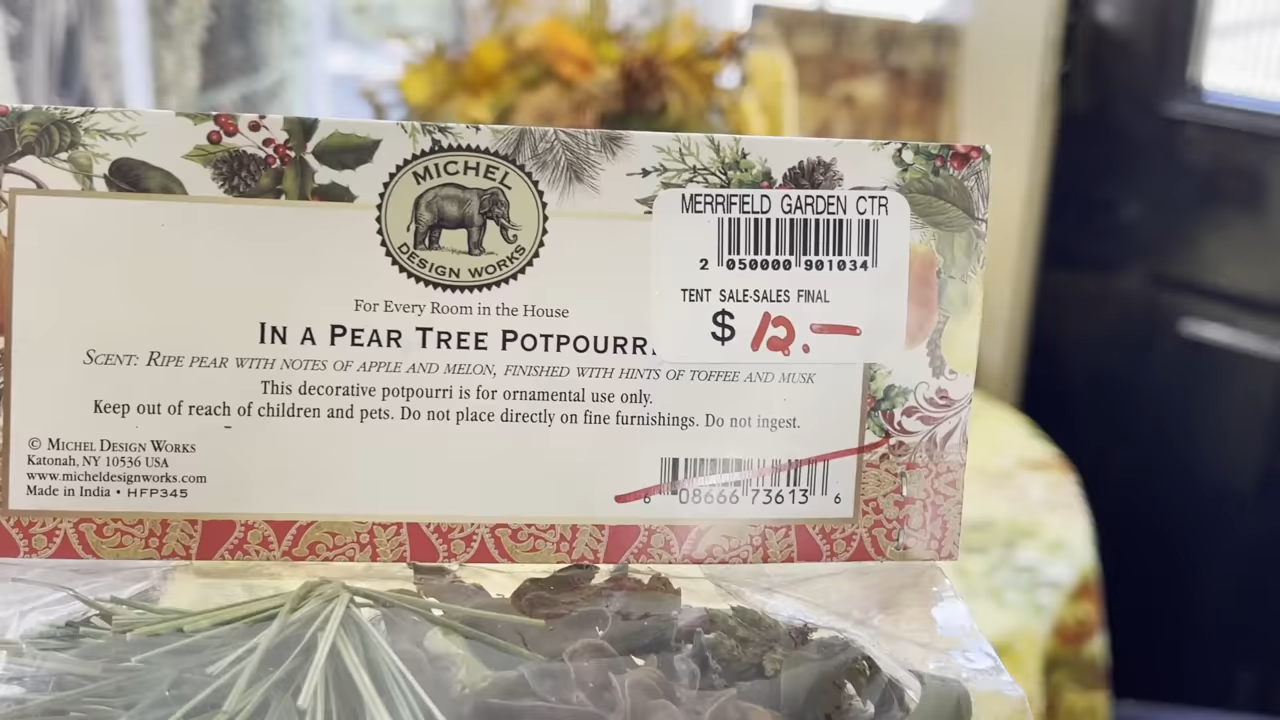 MICHEL
DESIGN WORKS
MERRIFIELD GARDEN CTR
2 050000 901034
TENT SALE-SALES FINAL
$ 12.—
For Every Room in the House
IN A PEAR TREE POTPOURR
SCENT: RIPE PEAR WITH NOTES OF APPLE AND MELON, FINISHED WITH HINTS OF TOFFEE AND MUSK
This decorative potpourri is for ornamental use only.
Keep out of reach of children and pets. Do not place directly on fine furnishings. Do not ingest.
© MICHEL DESIGN WORKS
Katonah, NY 10536 USA
www.micheldesignworks.com
Made in India • HFP345
6 08666 73613 6